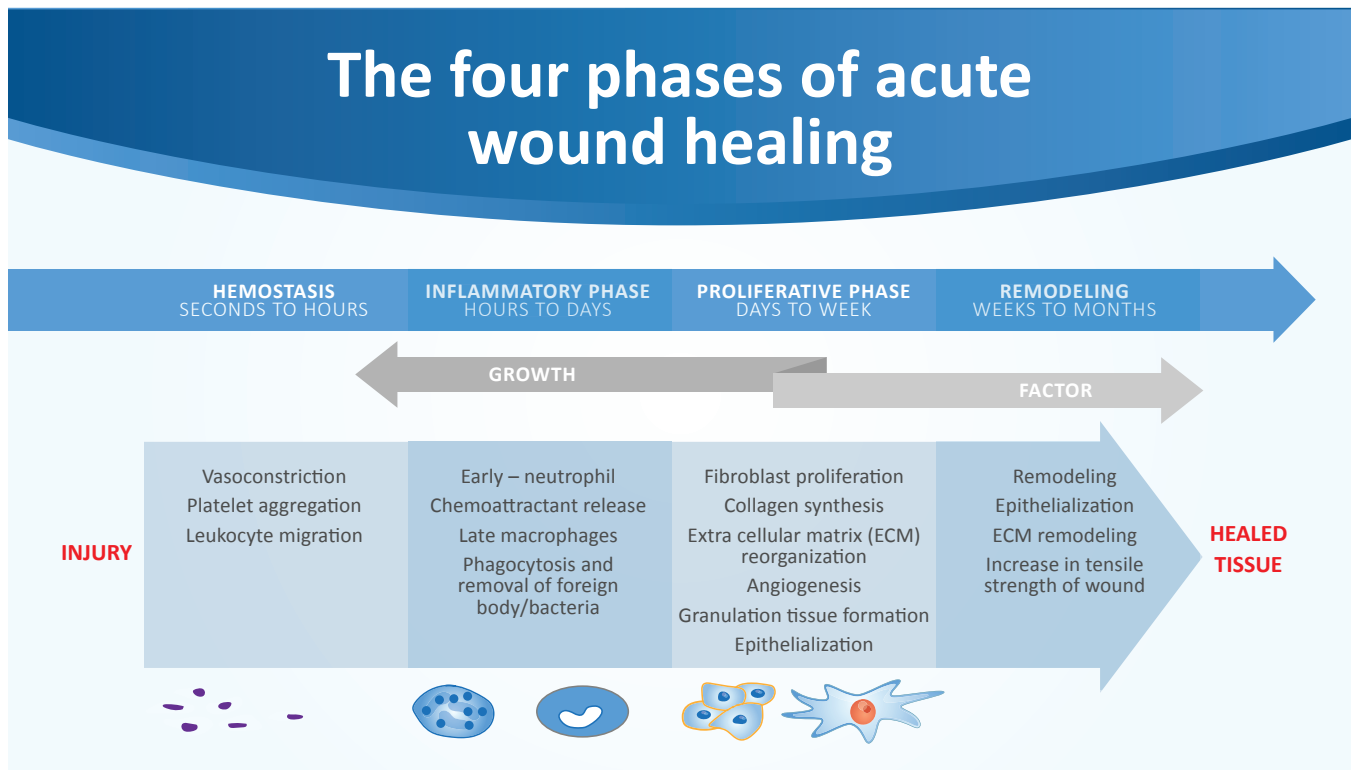 The four phases of acute
wound healing
HEMOSTASIS
SECONDS TO HOURS
INFLAMMATORY PHASE
HOURS TO DAYS
PROLIFERATIVE PHASE
DAYS TO WEEK
REMODELING
WEEKS TO MONTHS
GROWTH
FACTOR
INJURY
Vasoconstriction
Platelet aggregation
Leukocyte migration
Early – neutrophil
Chemoattractant release
Late macrophages
Phagocytosis and
removal of foreign
body/bacteria
Fibroblast proliferation
Collagen synthesis
Extra cellular matrix (ECM)
reorganization
Angiogenesis
Granulation tissue formation
Epithelialization
Remodeling
Epithelialization
ECM remodeling
Increase in tensile
strength of wound
HEALED
TISSUE